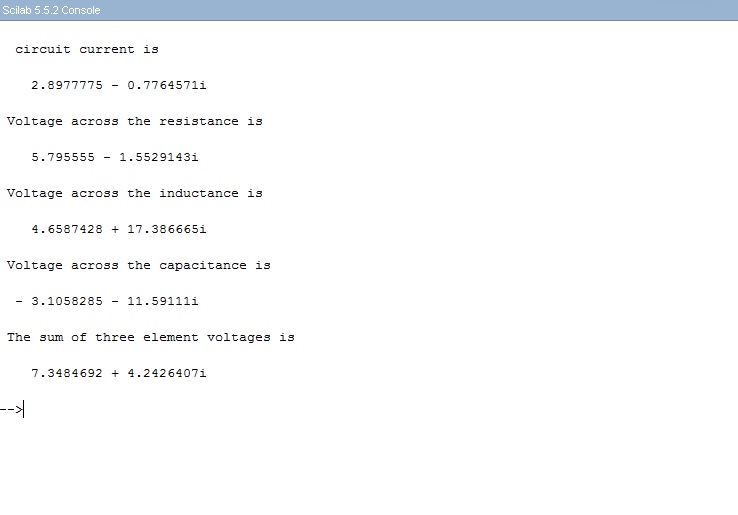 Scilab 5.5.2 Console
circuit current is
2.8977775 - 0.7764571i
Voltage across the resistance is
5.795555 - 1.5529143i
Voltage across the inductance is
4.6587428 + 17.386665i
Voltage across the capacitance is
- 3.1058285 - 11.59111i
The sum of three element voltages is
7.3484692 + 4.2426407i
-->